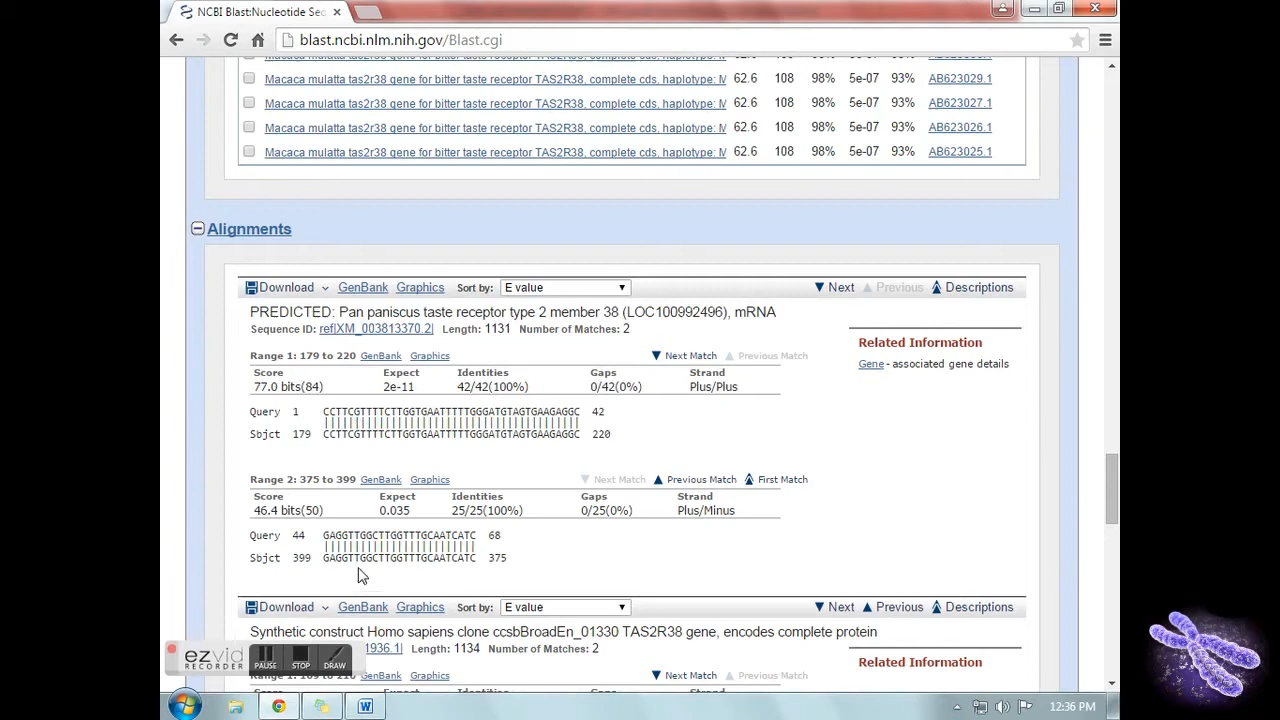 NCBI Blast:Nucleotide Seq
blast.ncbi.nlm.nih.gov/Blast.cgi
Macaca mulatta tas2r38 gene for bitter taste receptor TAS2R38, complete cds, haplotype: M 62.6 108 98% 5e-07 93% AB623029.1
Macaca mulatta tas2r38 gene for bitter taste receptor TAS2R38, complete cds, haplotype: M 62.6 108 98% 5e-07 93% AB623027.1
Macaca mulatta tas2r38 gene for bitter taste receptor TAS2R38, complete cds, haplotype: M 62.6 108 98% 5e-07 93% AB623026.1
Macaca mulatta tas2r38 gene for bitter taste receptor TAS2R38, complete cds, haplotype: M 62.6 108 98% 5e-07 93% AB623025.1
Alignments
Download GenBank Graphics Sort by: E value Next Previous Descriptions
PREDICTED: Pan paniscus taste receptor type 2 member 38 (LOC100992496), mRNA
Sequence ID: ref|XM_003813370.2| Length: 1131 Number of Matches: 2
Related Information
Range 1: 179 to 220 GenBank Graphics Next Match Previous Match
Gene - associated gene details
Score Expect Identities Gaps Strand
77.0 bits(84) 2e-11 42/42(100%) 0/42(0%) Plus/Plus
Query 1 CCTTCGTTTTCTTGGTGAATTTTTGGGATGTAGTGAAGAGGC 42
Sbjct 179 CCTTCGTTTTCTTGGTGAATTTTTGGGATGTAGTGAAGAGGC 220
Range 2: 375 to 399 GenBank Graphics Next Match Previous Match First Match
Score Expect Identities Gaps Strand
46.4 bits(50) 0.035 25/25(100%) 0/25(0%) Plus/Minus
Query 44 GAGGTTGGCTTGGTTTGCAATCATC 68
Sbjct 399 GAGGTTGGCTTGGTTTGCAATCATC 375
Download GenBank Graphics Sort by: E value Next Previous Descriptions
Synthetic construct Homo sapiens clone ccsbBroadEn_01330 TAS2R38 gene, encodes complete protein
1936.1| Length: 1134 Number of Matches: 2
Related Information
GenBank Graphics Next Match Previous Match
ezvid
RECORDER
PAUSE STOP DRAW
12:36 PM